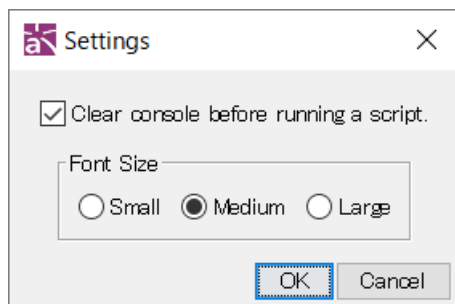 Settings
Clear console before running a script.
Font Size
Small Medium Large
OK Cancel